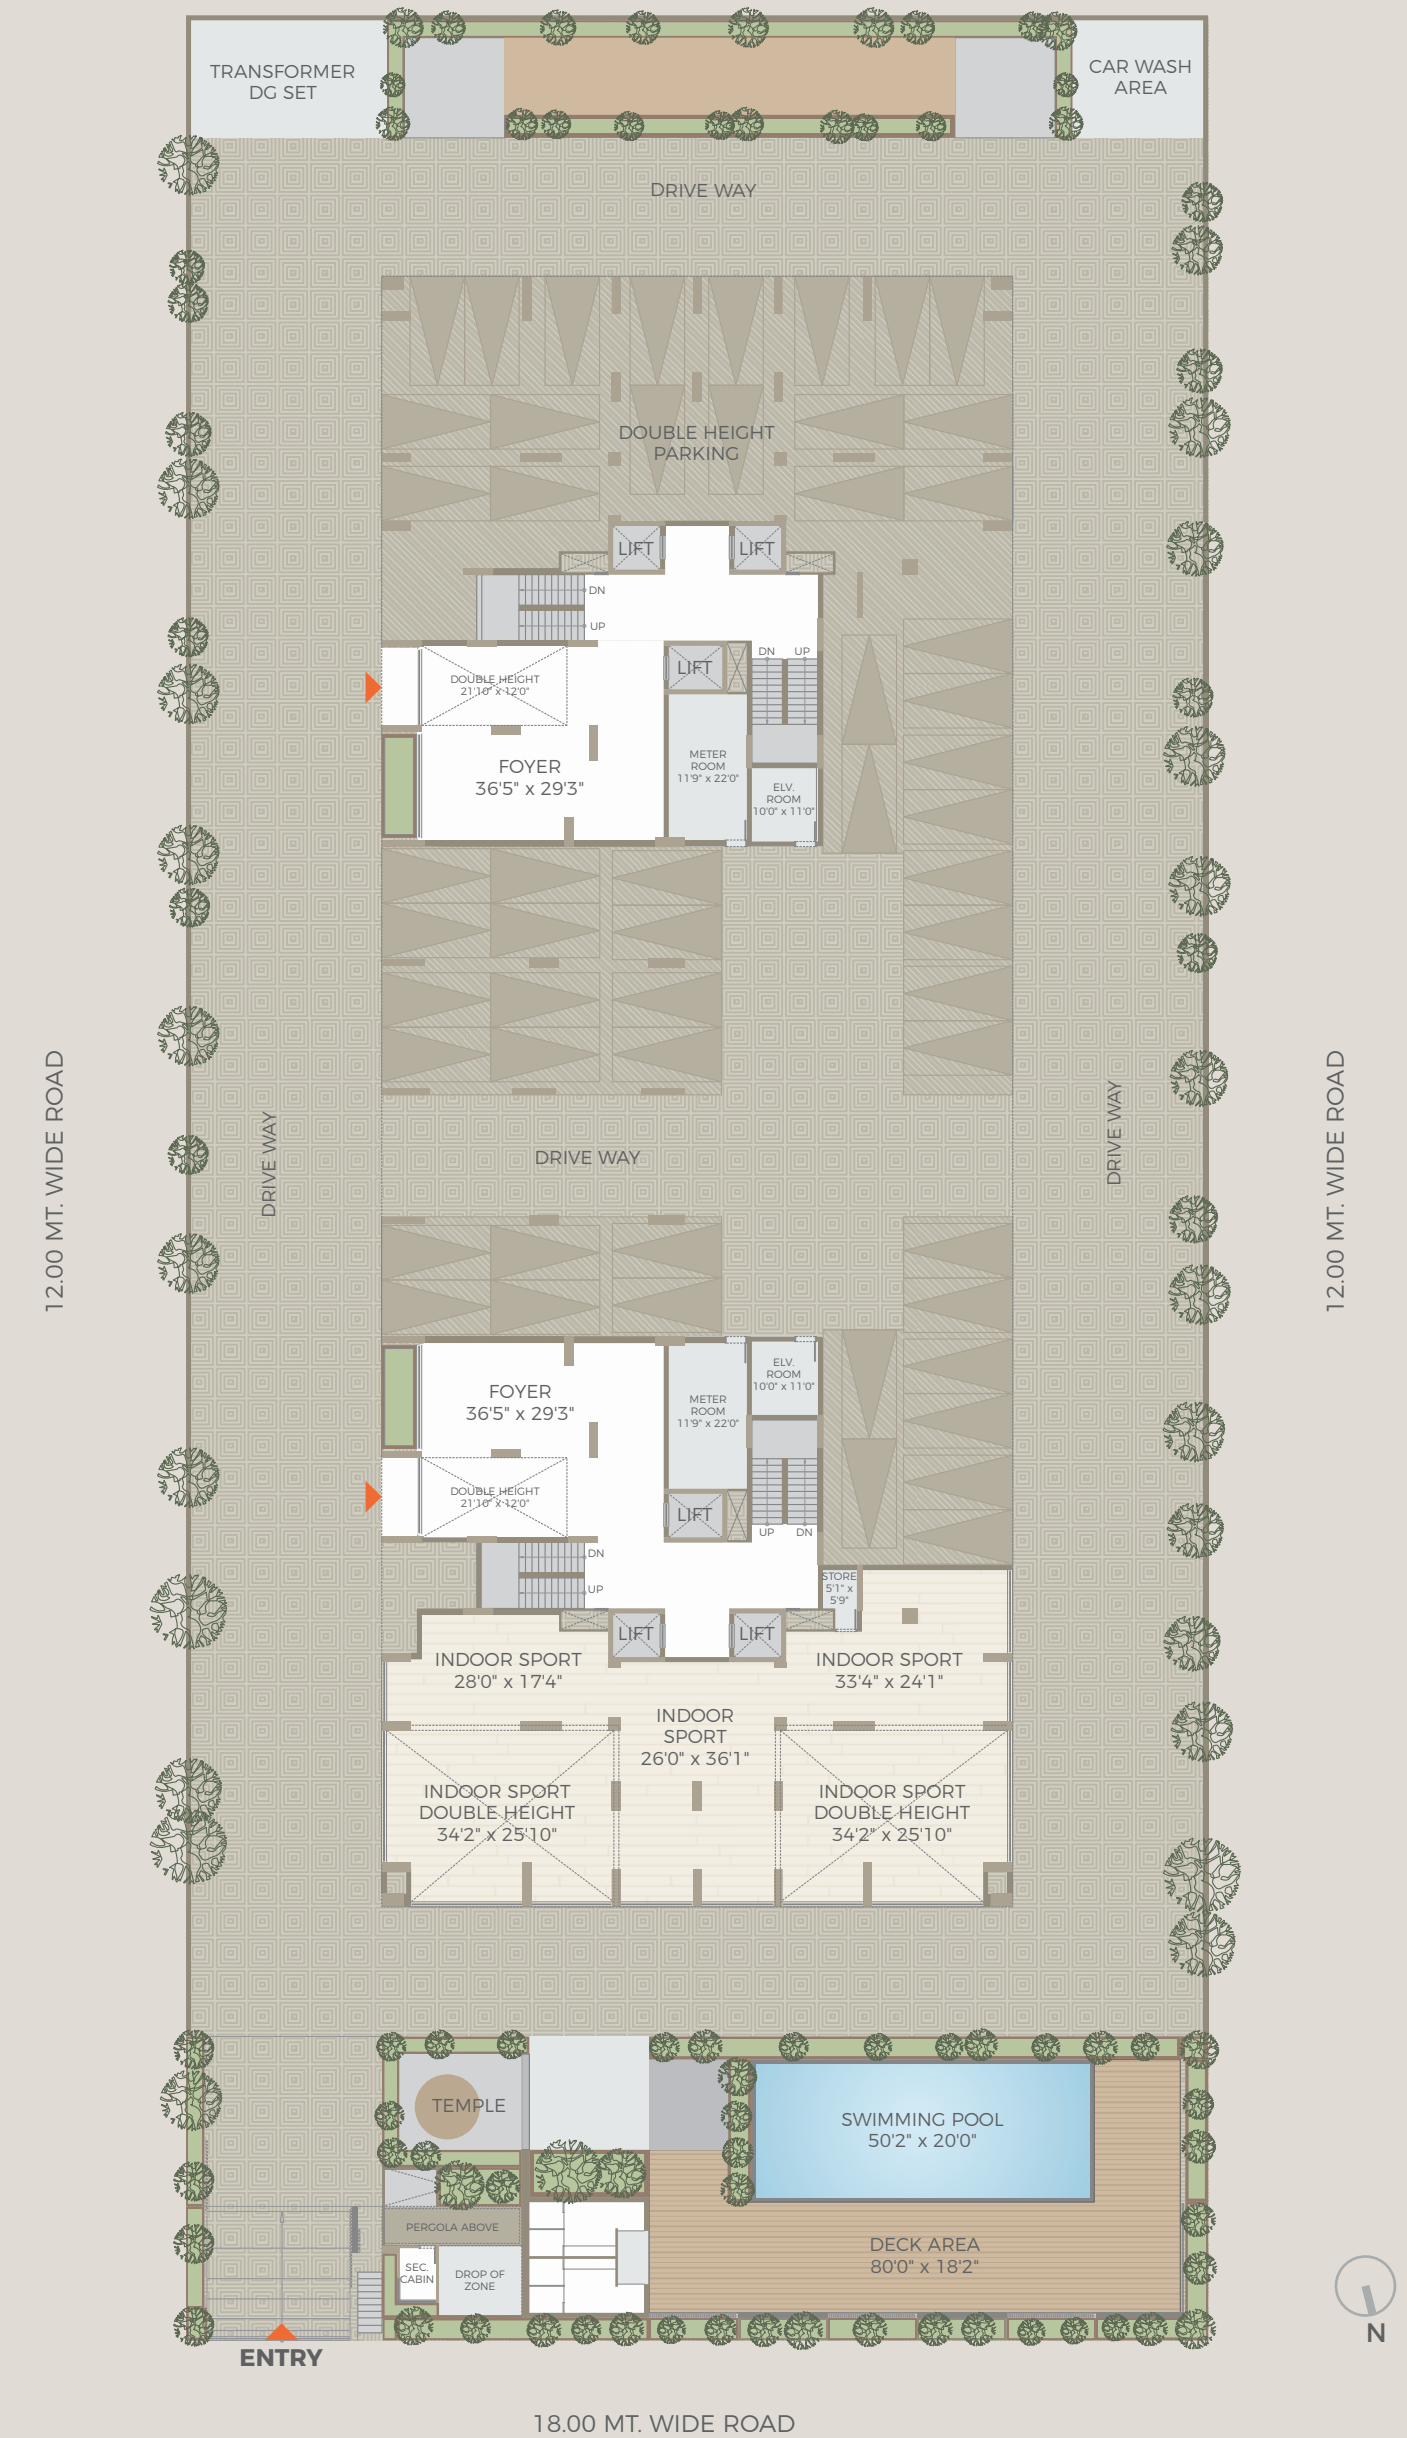 TRANSFORMER
DG SET
CAR WASH
AREA
DRIVE WAY
DOUBLE HEIGHT
PARKING
LIFT
LIFT
DN
UP
DOUBLE HEIGHT
21'10" x 12'0"
LIFT
DN
UP
FOYER
36'5" x 29'3"
METER
ROOM
11'9" x 22'0"
ELV.
ROOM
10'0" x 11'0"
12.00 MT. WIDE ROAD
DRIVE WAY
DRIVE WAY
DRIVE WAY
12.00 MT. WIDE ROAD
FOYER
36'5" x 29'3"
METER
ROOM
11'9" x 22'0"
ELV.
ROOM
10'0" x 11'0"
DOUBLE HEIGHT
21'10" x 12'0"
LIFT
UP
DN
DN
UP
STORE
5'1" x
5'9"
LIFT
LIFT
INDOOR SPORT
28'0" x 17'4"
INDOOR SPORT
33'4" x 24'1"
INDOOR
SPORT
26'0" x 36'1"
INDOOR SPORT
DOUBLE HEIGHT
34'2" x 25'10"
INDOOR SPORT
DOUBLE HEIGHT
34'2" x 25'10"
TEMPLE
SWIMMING POOL
50'2" x 20'0"
PERGOLA ABOVE
SEC.
CABIN
DROP OF
ZONE
DECK AREA
80'0" x 18'2"
ENTRY
N
18.00 MT. WIDE ROAD